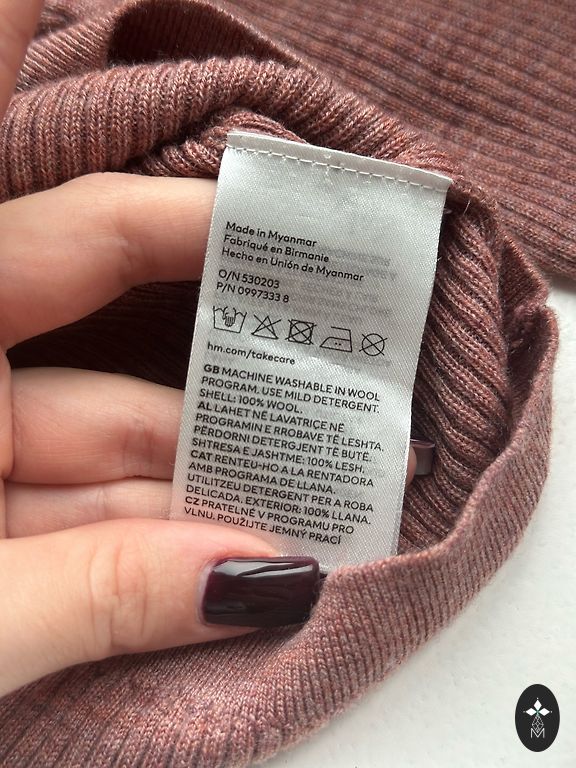 Made in Myanmar
Fabriqué en Birmanie
Hecho en Unión de Myanmar
O/N 530203
P/N 0997333 8
hm.com/takecare
GB MACHINE WASHABLE IN WOOL
PROGRAM. USE MILD DETERGENT.
SHELL: 100% WOOL.
AL LAHET NË LAVATRICE NË
PROGRAMIN E RROBAVE TË LESHTA.
PËRDORNI DETERGJENT TË BUTË.
SHTRESA E JASHTME: 100% LESH.
CAT RENTEU-HO A LA RENTADORA
AMB PROGRAMA DE LLANA.
UTILITZEU DETERGENT PER A ROBA
DELICADA. EXTERIOR: 100% LLANA.
CZ PRATELNÉ V PROGRAMU PRO
VLNU. POUŽIJTE JEMNÝ PRACÍ
M